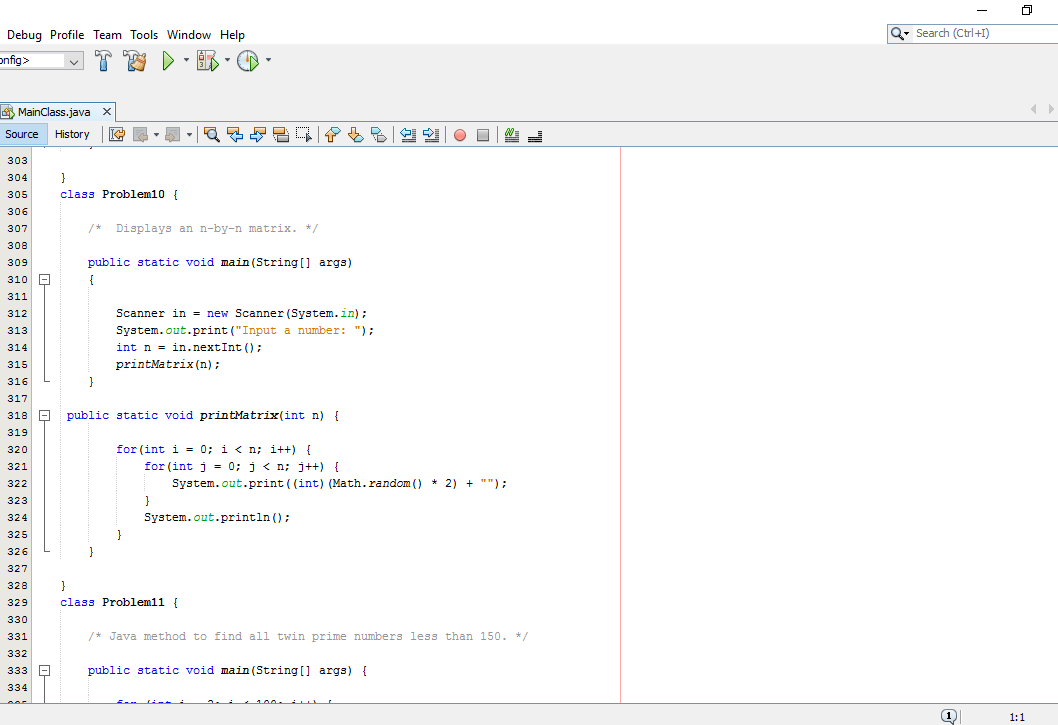 Debug Profile Team Tools Window Help
Search (Ctrl+I)
onfig>
MainClass.java
Source History
303
304 }
305 class Problem10 {
306
307 /*  Displays an n-by-n matrix. */
308
309 public static void main(String[] args)
310 {
311
312 Scanner in = new Scanner(System.in);
313 System.out.print("Input a number: ");
314 int n = in.nextInt();
315 printMatrix(n);
316 }
317
318 public static void printMatrix(int n) {
319
320 for(int i = 0; i < n; i++) {
321 for(int j = 0; j < n; j++) {
322 System.out.print((int)(Math.random() * 2) + "");
323 }
324 System.out.println();
325 }
326 }
327
328 }
329 class Problem11 {
330
331 /* Java method to find all twin prime numbers less than 150. */
332
333 public static void main(String[] args) {
334
1 1:1